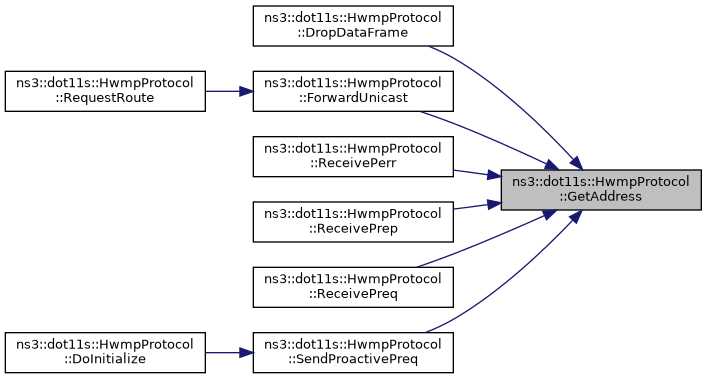 ns3::dot11s::HwmpProtocol
::DropDataFrame
ns3::dot11s::HwmpProtocol
::RequestRoute
ns3::dot11s::HwmpProtocol
::ForwardUnicast
ns3::dot11s::HwmpProtocol
::ReceivePerr
ns3::dot11s::HwmpProtocol
::GetAddress
ns3::dot11s::HwmpProtocol
::ReceivePrep
ns3::dot11s::HwmpProtocol
::ReceivePreq
ns3::dot11s::HwmpProtocol
::DoInitialize
ns3::dot11s::HwmpProtocol
::SendProactivePreq